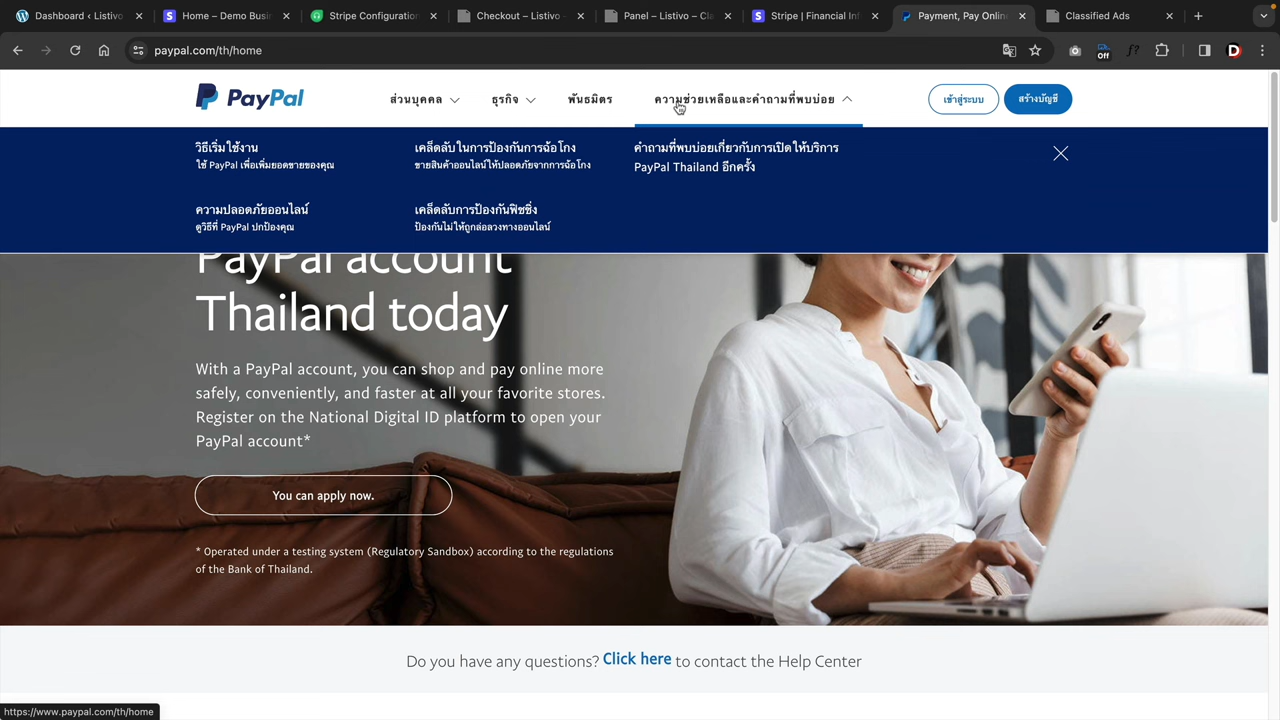 Dashboard ‹ Listivo
Home – Demo Busi
Stripe Configuration
Checkout – Listivo –
Panel – Listivo – Cla
Stripe | Financial Inf
Payment, Pay Onlin
Classified Ads
paypal.com/th/home
Off
f?
D
PayPal
ส่วนบุคคล
ธุรกิจ
พันธมิตร
ความช่วยเหลือและคำถามที่พบบ่อย
เข้าสู่ระบบ
สร้างบัญชี
วิธีเริ่มใช้งาน
ใช้ PayPal เพื่อเพิ่มยอดขายของคุณ
เคล็ดลับในการป้องกันการฉ้อโกง
ขายสินค้าออนไลน์ให้ปลอดภัยจากการฉ้อโกง
คำถามที่พบบ่อยเกี่ยวกับการเปิดให้บริการ
PayPal Thailand อีกครั้ง
ความปลอดภัยออนไลน์
ดูวิธีที่ PayPal ปกป้องคุณ
เคล็ดลับการป้องกันฟิชชิ่ง
ป้องกันไม่ให้ถูกล่อลวงทางออนไลน์
PayPal account
Thailand today
With a PayPal account, you can shop and pay online more
safely, conveniently, and faster at all your favorite stores.
Register on the National Digital ID platform to open your
PayPal account*
You can apply now.
* Operated under a testing system (Regulatory Sandbox) according to the regulations
of the Bank of Thailand.
Do you have any questions? Click here to contact the Help Center
https://www.paypal.com/th/home